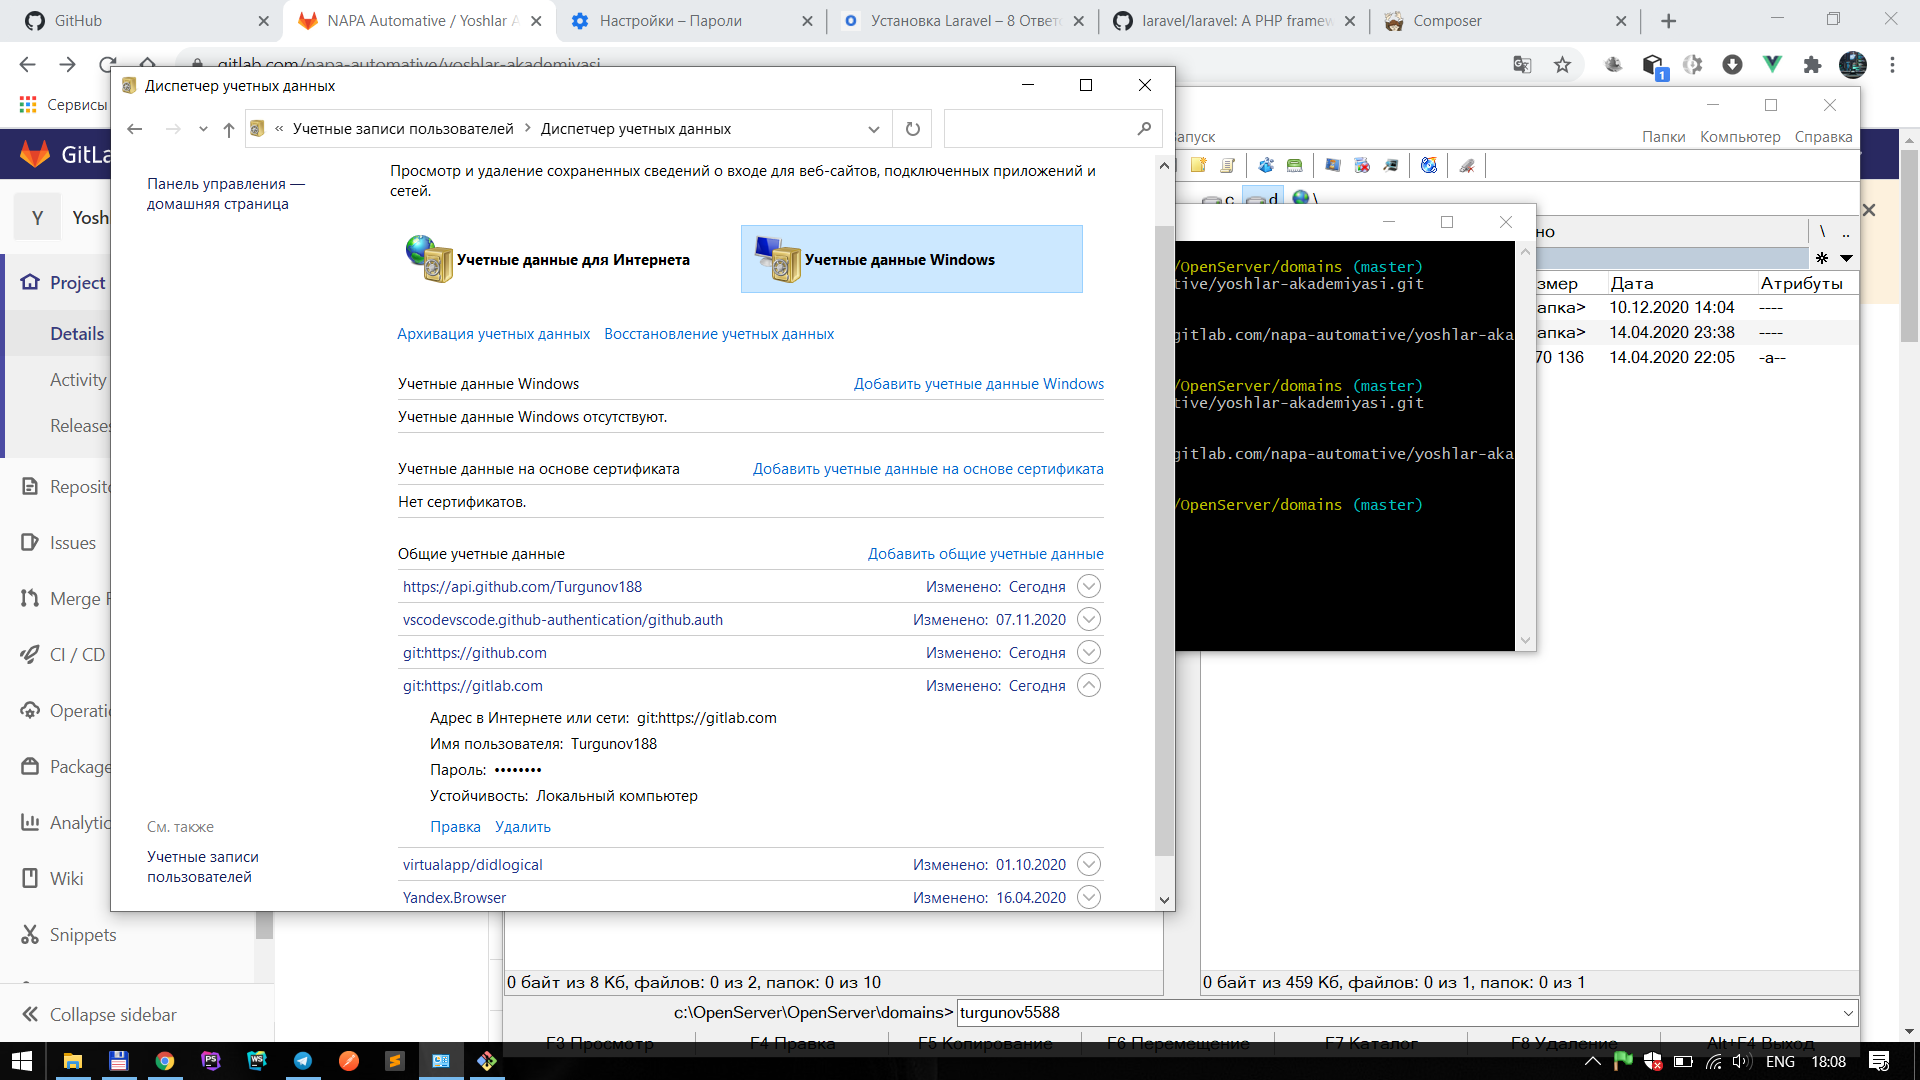 GitHub
NAPA Automative / Yoshlar A
Настройки – Пароли
Установка Laravel – 8 Ответ
laravel/laravel: A PHP framew
Composer
gitlab.com/napa-automative/yoshlar-akademiyasi
1
Сервисы
Диспетчер учетных данных
« Учетные записи пользователей > Диспетчер учетных данных
Панель управления —
домашняя страница
Просмотр и удаление сохраненных сведений о входе для веб-сайтов, подключенных приложений и
сетей.
Учетные данные для Интернета
Учетные данные Windows
Архивация учетных данных
Восстановление учетных данных
Учетные данные Windows
Добавить учетные данные Windows
Учетные данные Windows отсутствуют.
Учетные данные на основе сертификата
Добавить учетные данные на основе сертификата
Нет сертификатов.
Общие учетные данные
Добавить общие учетные данные
https://api.github.com/Turgunov188
Изменено: Сегодня
vscodevscode.github-authentication/github.auth
Изменено: 07.11.2020
git:https://github.com
Изменено: Сегодня
git:https://gitlab.com
Изменено: Сегодня
Адрес в Интернете или сети: git:https://gitlab.com
Имя пользователя: Turgunov188
Пароль: ••••••••
Устойчивость: Локальный компьютер
Правка
Удалить
virtualapp/didlogical
Изменено: 01.10.2020
Yandex.Browser
Изменено: 16.04.2020
См. также
Учетные записи
пользователей
GitLa
Y
Yosh
Project
Details
Activity
Releases
Reposito
Issues
Merge R
CI / CD
Operati
Package
Analytic
Wiki
Snippets
Collapse sidebar
Запуск
Папки
Компьютер
Справка
c
d
\
/OpenServer/domains (master)
tive/yoshlar-akademiyasi.git
gitlab.com/napa-automative/yoshlar-aka
/OpenServer/domains (master)
tive/yoshlar-akademiyasi.git
gitlab.com/napa-automative/yoshlar-aka
/OpenServer/domains (master)
но
\ ..
* 
змер
Дата
Атрибуты
апка> 10.12.2020 14:04 ----
апка> 14.04.2020 23:38 ----
70 136 14.04.2020 22:05 -a--
0 байт из 8 Кб, файлов: 0 из 2, папок: 0 из 10
0 байт из 459 Кб, файлов: 0 из 1, папок: 0 из 1
c:\OpenServer\OpenServer\domains>
turgunov5588
F3 Просмотр
F4 Правка
F5 Копирование
F6 Перемещение
F7 Каталог
F8 Удаление
Alt+F4 Выход
PS
WS
ENG
18:08